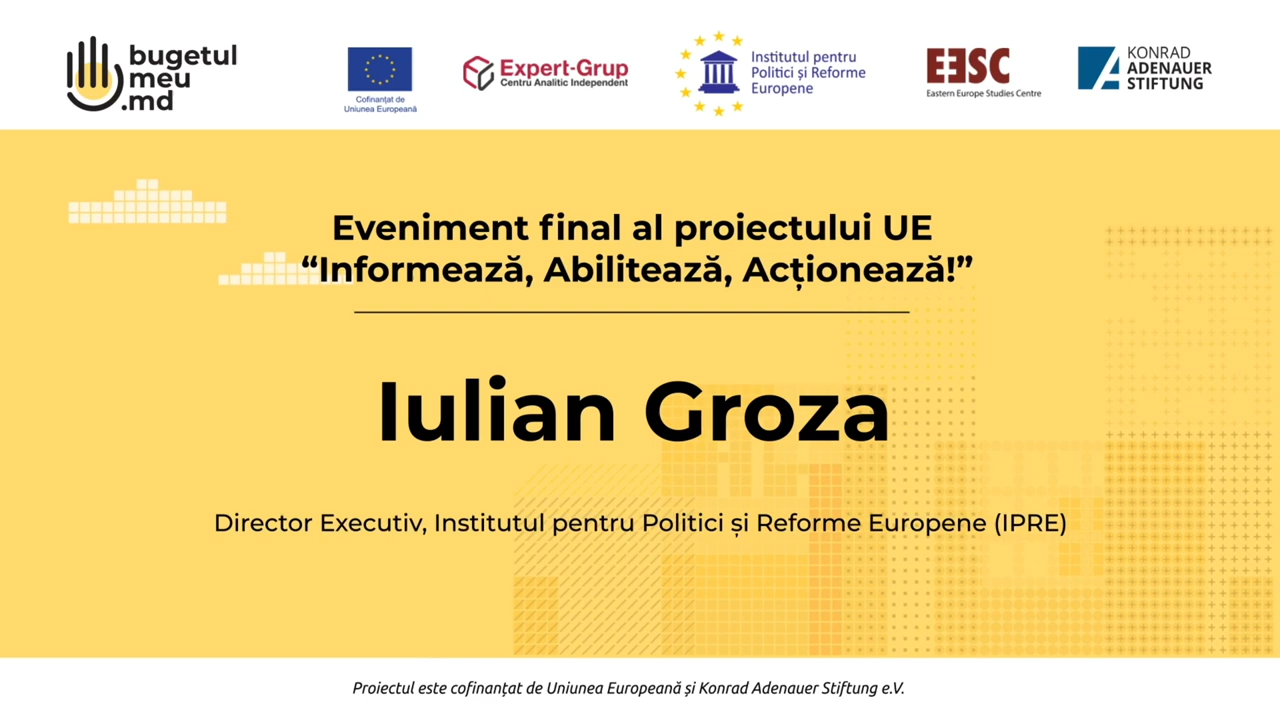 bugetul
meu
.md
Cofinanțat de
Uniunea Europeană
Expert-Grup
Centru Analitic Independent
Institutul pentru
Politici și Reforme
Europene
EESC
Eastern Europe Studies Centre
KONRAD
ADENAUER
STIFTUNG
Eveniment final al proiectului UE
“Informează, Abilitează, Acționează!”
Iulian Groza
Director Executiv, Institutul pentru Politici și Reforme Europene (IPRE)
Proiectul este cofinanțat de Uniunea Europeană și Konrad Adenauer Stiftung e.V.